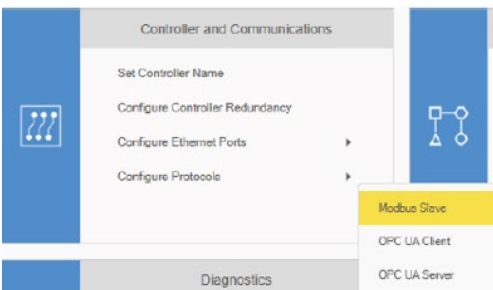 Controller and Communications
Set Controller Name
Configure Controller Redundancy
Configure Ethernet Ports
Configure Protocols
Modbus Slave
OPC UA Client
OPC UA Server
Diagnostics